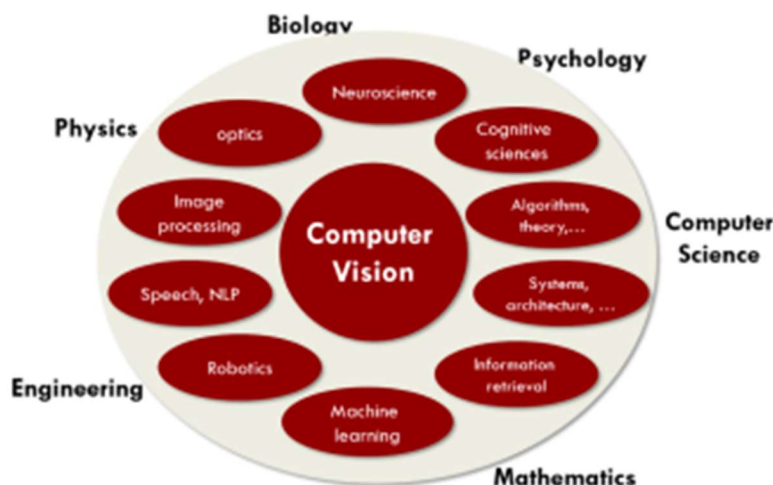 Biology
Psychology
Neuroscience
Physics
optics
Cognitive
sciences
Image
processing
Algorithms,
theory,...
Computer
Science
Computer
Vision
Speech, NLP
Systems,
architecture, ...
Engineering
Robotics
Information
retrieval
Machine
learning
Mathematics